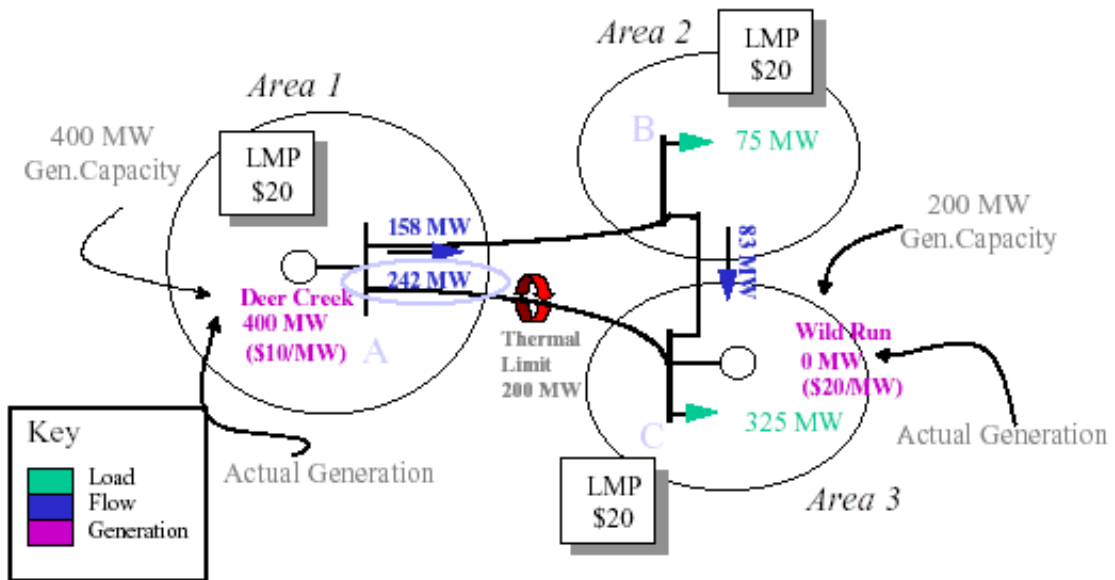 Area 2
LMP
$20
Area 1
400 MW
Gen.Capacity
LMP
$20
B
75 MW
158 MW
83 MW
200 MW
Gen.Capacity
242 MW
Deer Creek
400 MW
($10/MW)
A
Thermal
Limit
200 MW
Wild Run
0 MW
($20/MW)
325 MW
C
Actual Generation
Key
Load
Flow
Generation
Actual Generation
LMP
$20
Area 3